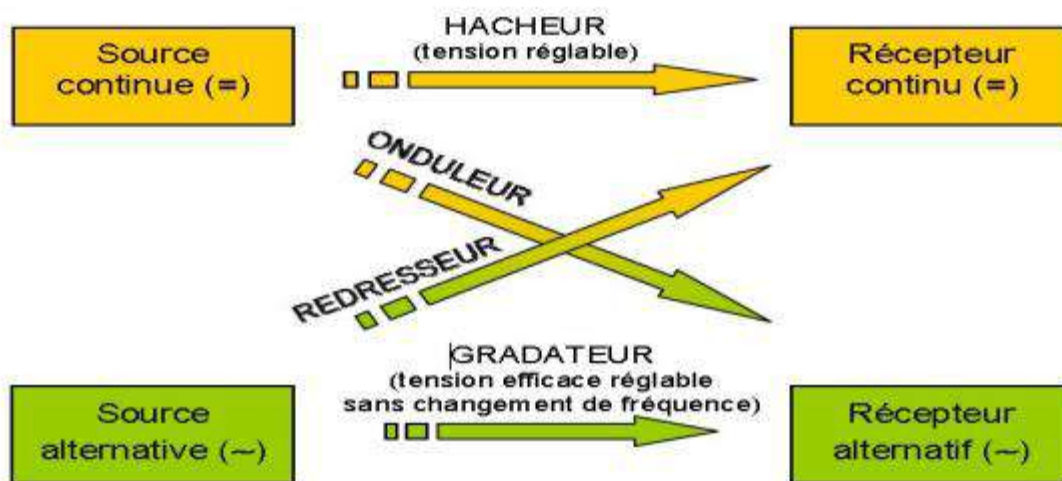 HACHEUR
(tension réglable)
Source
continue (=)
Récepteur
continu (=)
ONDULEUR
REDRESSEUR
GRADATEUR
(tension efficace réglable
sans changement de fréquence)
Source
alternative (~)
Récepteur
alternatif (~)